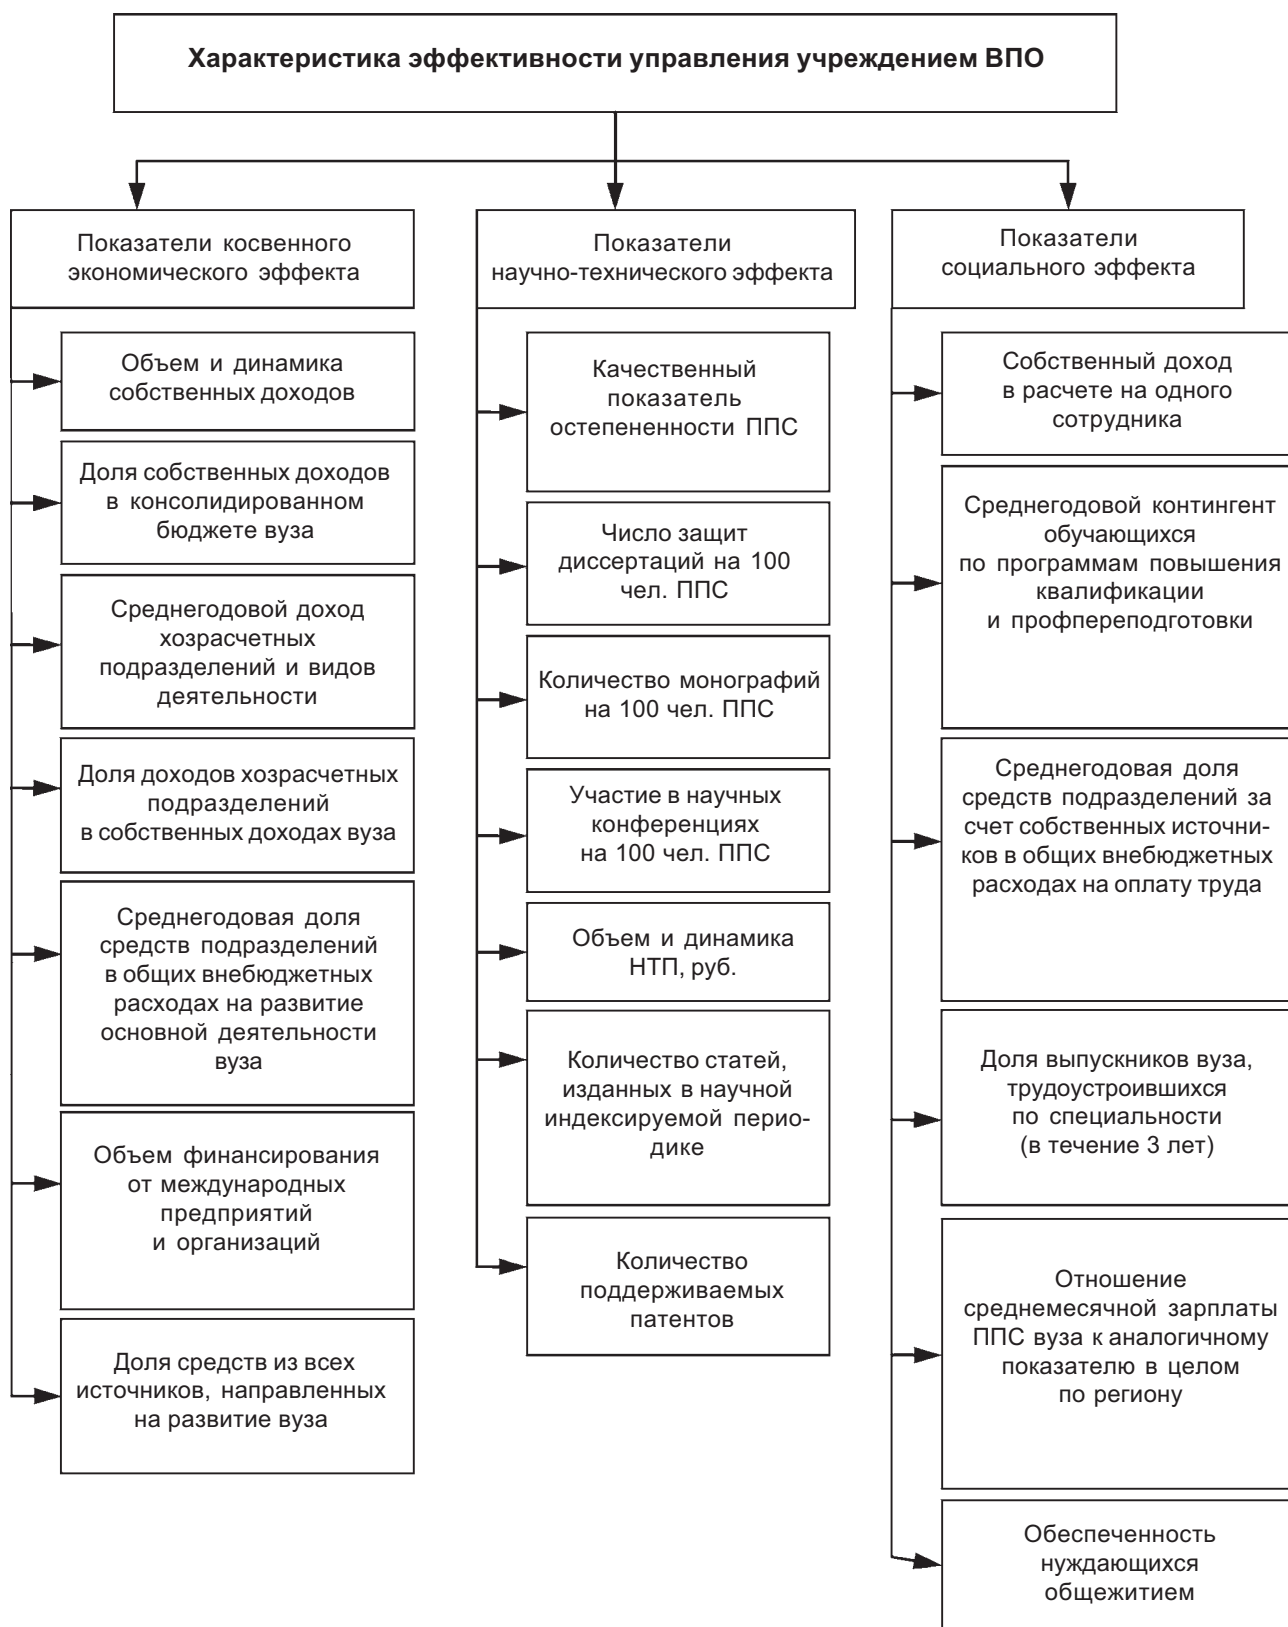 Характеристика эффективности управления учреждением ВПО
Показатели косвенного
экономического эффекта
Объем и динамика
собственных доходов
Доля собственных доходов
в консолидированном
бюджете вуза
Среднегодовой доход
хозрасчетных
подразделений и видов
деятельности
Доля доходов хозрасчетных
подразделений
в собственных доходах вуза
Среднегодовая доля
средств подразделений
в общих внебюджетных
расходах на развитие
основной деятельности
вуза
Объем финансирования
от международных
предприятий
и организаций
Доля средств из всех
источников, направленных
на развитие вуза
Показатели
научно-технического эффекта
Качественный
показатель
остепененности ППС
Число защит
диссертаций на 100
чел. ППС
Количество монографий
на 100 чел. ППС
Участие в научных
конференциях
на 100 чел. ППС
Объем и динамика
НТП, руб.
Количество статей,
изданных в научной
индексируемой перио-
дике
Количество
поддерживаемых
патентов
Показатели
социального эффекта
Собственный доход
в расчете на одного
сотрудника
Среднегодовой контингент
обучающихся
по программам повышения
квалификации
и профпереподготовки
Среднегодовая доля
средств подразделений за
счет собственных источни-
ков в общих внебюджетных
расходах на оплату труда
Доля выпускников вуза,
трудоустроившихся
по специальности
(в течение 3 лет)
Отношение
среднемесячной зарплаты
ППС вуза к аналогичному
показателю в целом
по региону
Обеспеченность
нуждающихся
общежитием